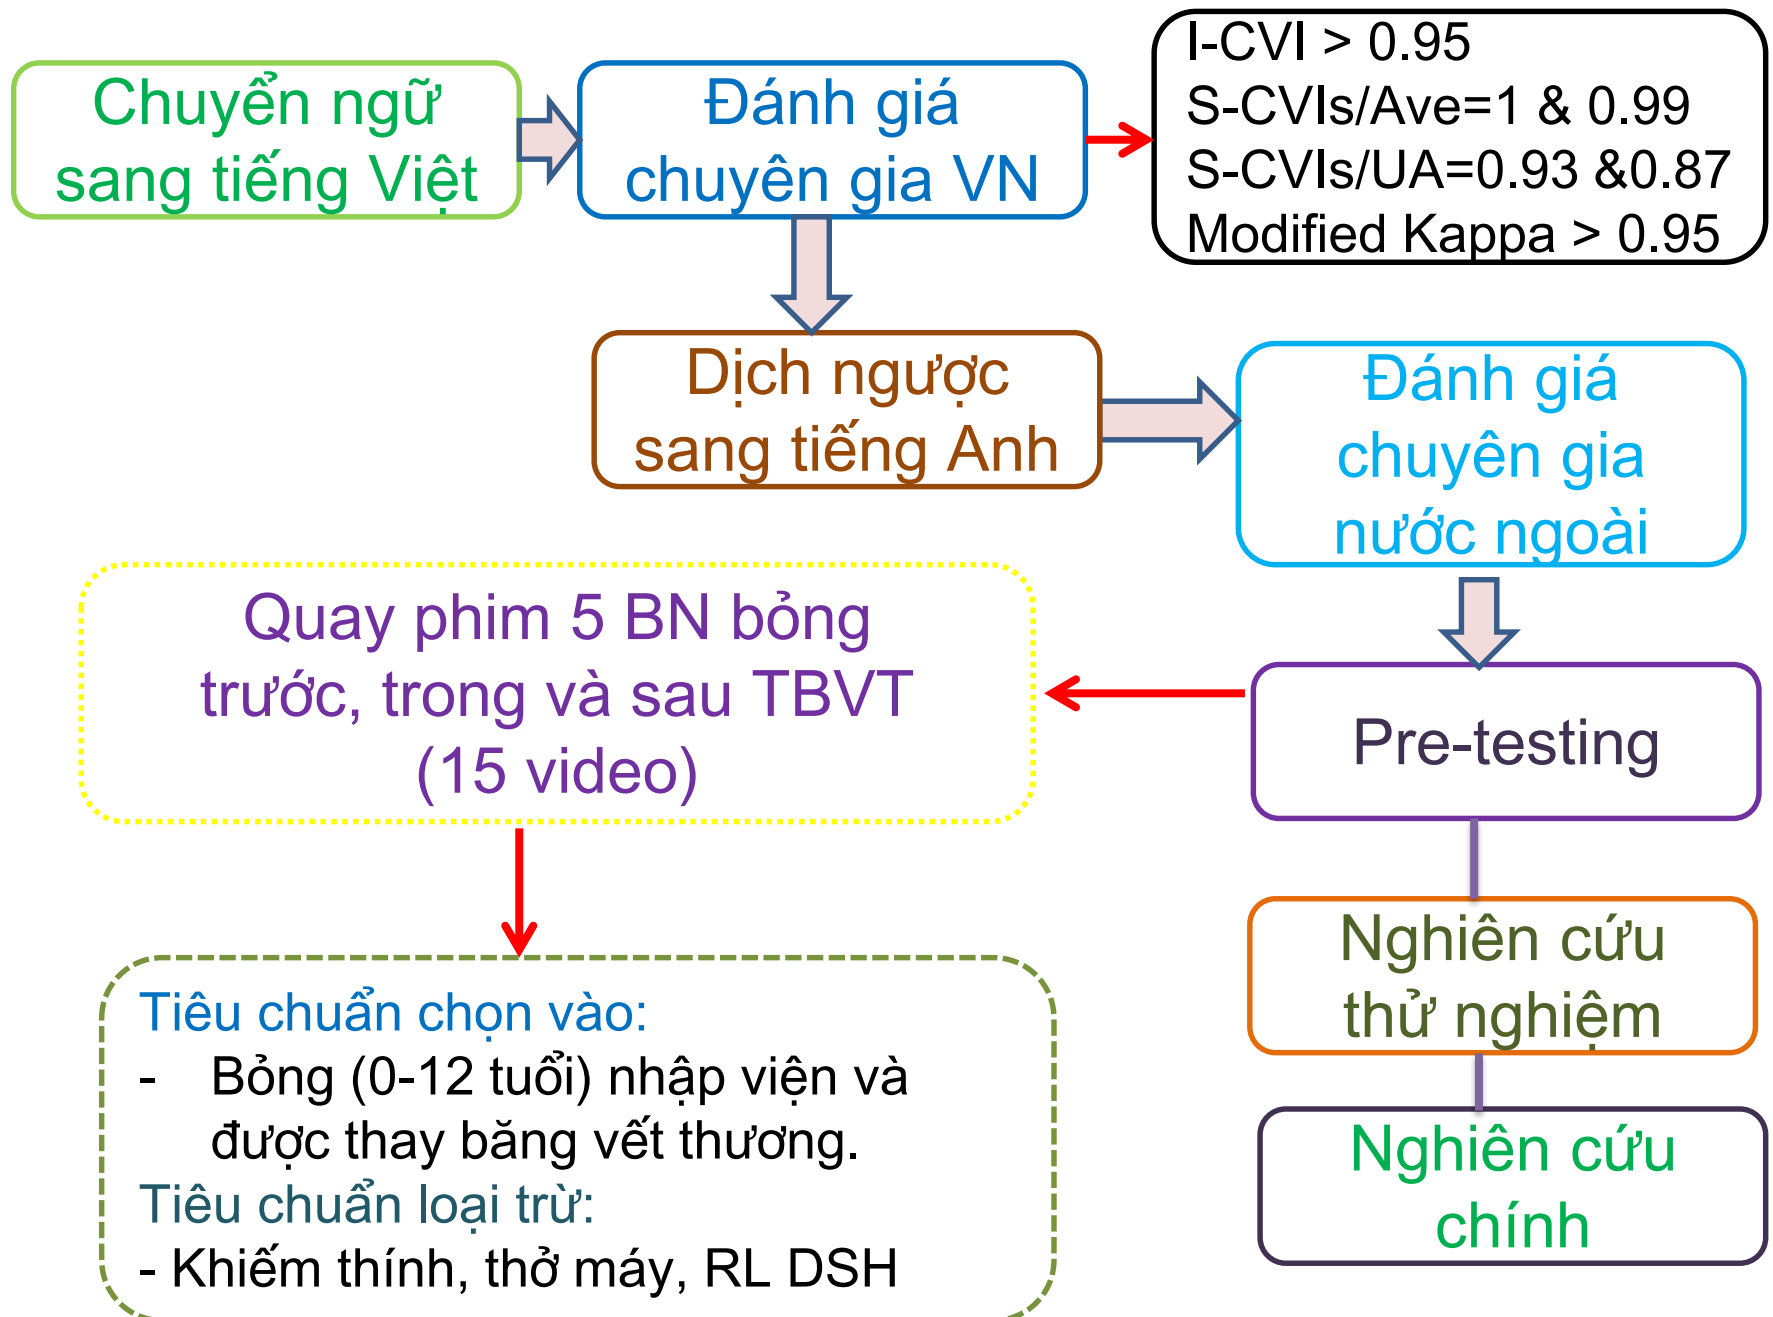 Chuyển ngữ
sang tiếng Việt
Đánh giá
chuyên gia VN
I-CVI > 0.95
S-CVIs/Ave=1 & 0.99
S-CVIs/UA=0.93 &0.87
Modified Kappa > 0.95
Dịch ngược
sang tiếng Anh
Đánh giá
chuyên gia
nước ngoài
Quay phim 5 BN bỏng
trước, trong và sau TBVT
(15 video)
Pre-testing
Nghiên cứu
thử nghiệm
Nghiên cứu
chính
Tiêu chuẩn chọn vào:
- Bỏng (0-12 tuổi) nhập viện và
được thay băng vết thương.
Tiêu chuẩn loại trừ:
- Khiếm thính, thở máy, RL DSH